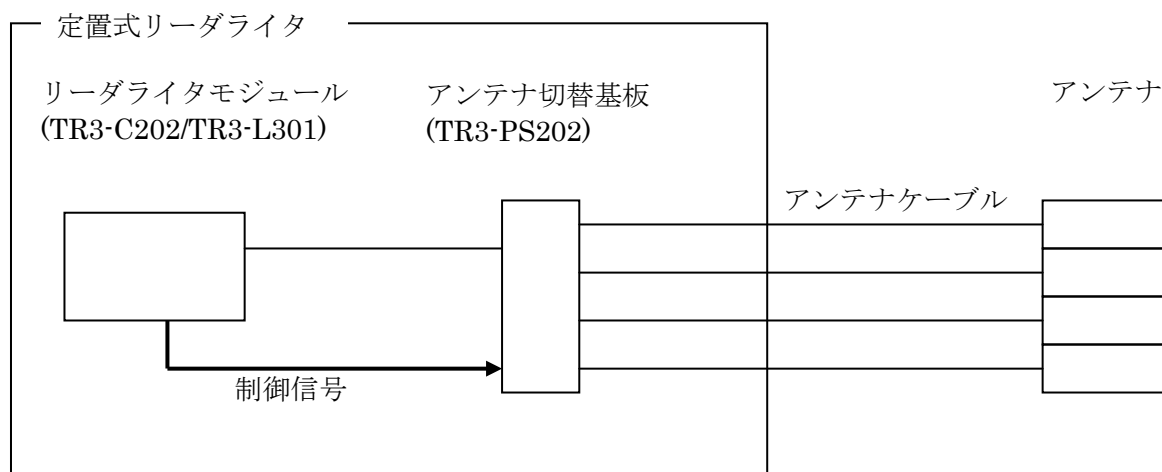 定置式リーダライタ
リーダライタモジュール
(TR3-C202/TR3-L301)
アンテナ切替基板
(TR3-PS202)
アンテナ
アンテナケーブル
制御信号